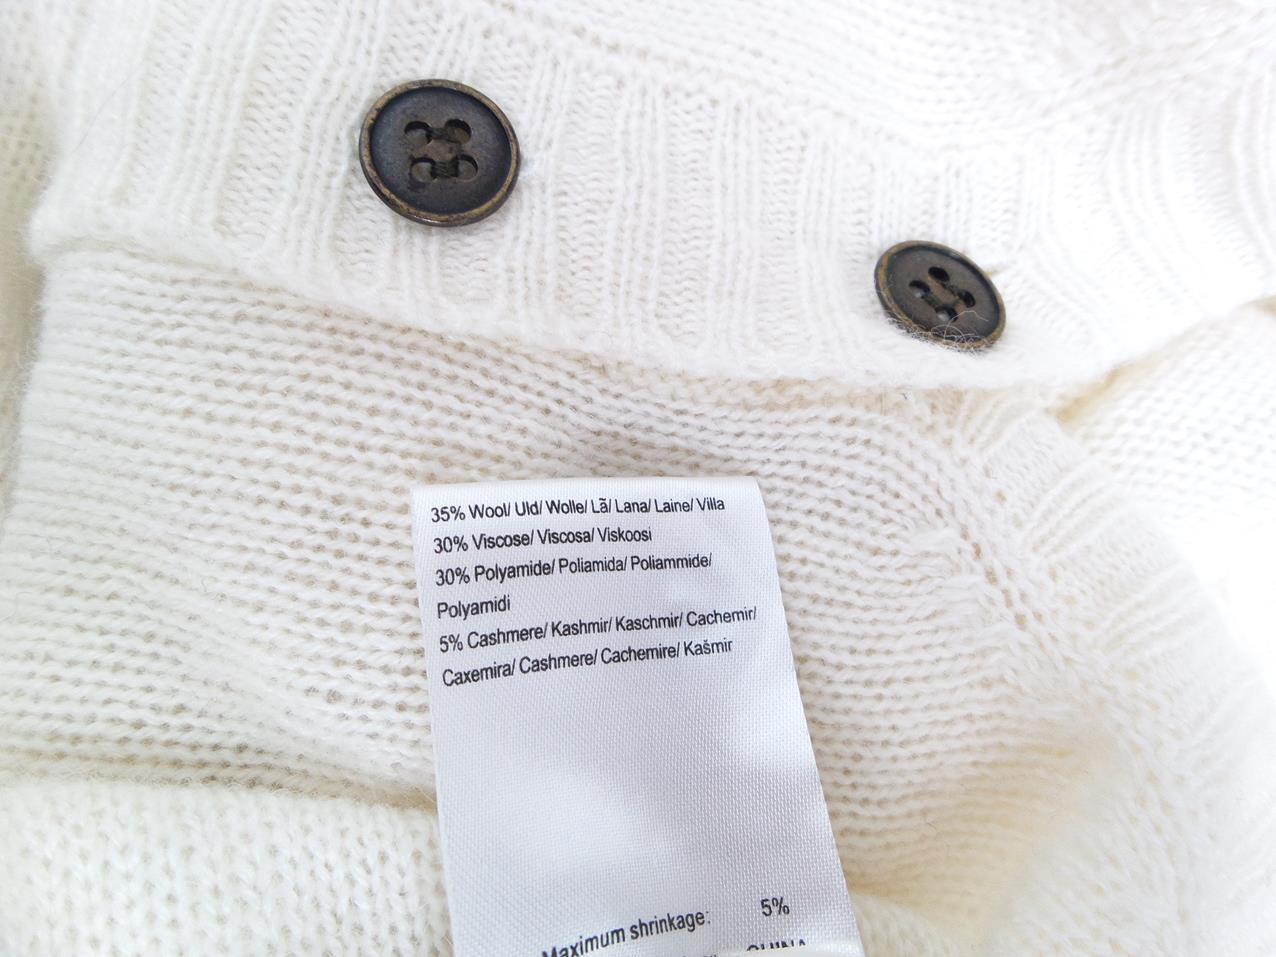 35% Wool/ Uld/ Wolle/ Lã/ Lana/ Laine/ Villa
30% Viscose/ Viscosa/ Viskoosi
30% Polyamide/ Poliamida/ Poliammide/
Polyamidi
5% Cashmere/ Kashmir/ Kaschmir/ Cachemir/
Caxemira/ Cashmere/ Cachemire/ Kašmir
Maximum shrinkage: 5%
CHINA